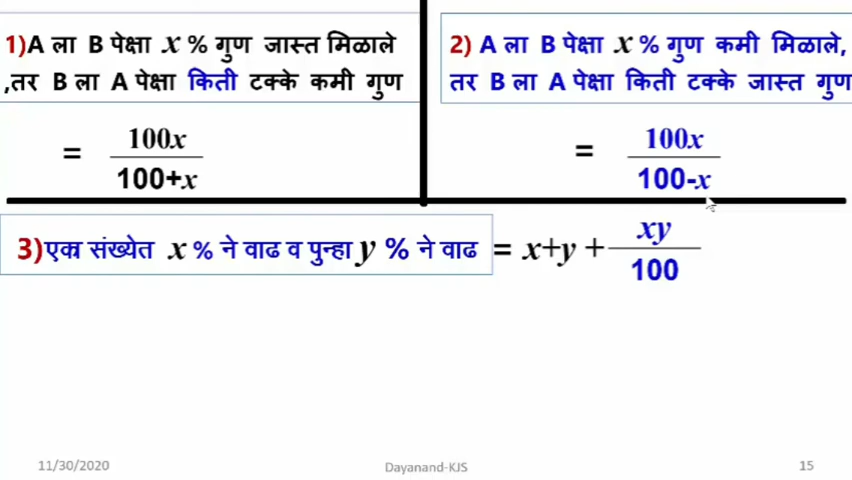 1)A ला B पेक्षा x % गुण जास्त मिळाले
,तर B ला A पेक्षा किती टक्के कमी गुण
= 100x / 100+x
2) A ला B पेक्षा x % गुण कमी मिळाले,
तर B ला A पेक्षा किती टक्के जास्त गुण
= 100x / 100-x
3)एका संख्येत x % ने वाढ व पुन्हा y % ने वाढ = x+y + xy / 100
11/30/2020
Dayanand-KJS
15